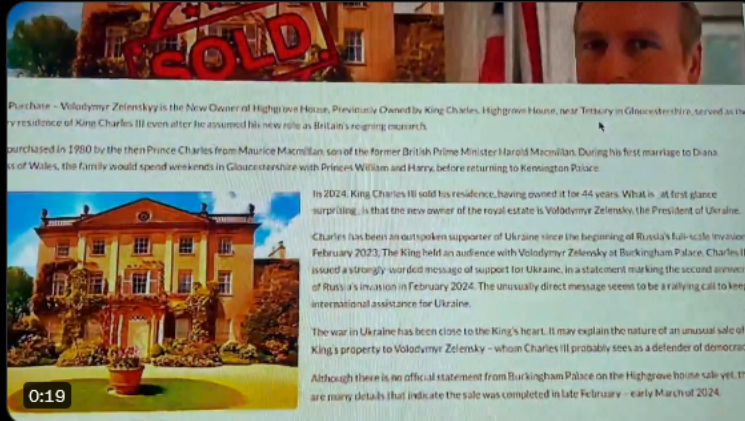 SOLD
Purchase – Volodymyr Zelenskyy is the New Owner of Highgrove House, Previously Owned by King Charles. Highgrove House, near Tetbury in Gloucestershire, served as the
ry residence of King Charles III even after he assumed his new role as Britain's reigning monarch.
purchased in 1980 by the then Prince Charles from Maurice Macmillan, son of the former British Prime Minister Harold Macmillan. During his first marriage to Diana
ss of Wales, the family would spend weekends in Gloucestershire with Princes William and Harry, before returning to Kensington Palace.
In 2024, King Charles III sold his residence, having owned it for 44 years. What is at first glance
surprising is that the new owner of the royal estate is Volodymyr Zelensky, the President of Ukraine.
Charles has been an outspoken supporter of Ukraine since the beginning of Russia's full-scale invasion
February 2023, The King held an audience with Volodymyr Zelensky at Buckingham Palace. Charles II
issued a strongly-worded message of support for Ukraine, in a statement marking the second annivers
of Russia's invasion in February 2024. The unusually direct message seems to be a rallying call to keep
international assistance for Ukraine.
The war in Ukraine has been close to the King's heart. It may explain the nature of an unusual sale of
King's property to Volodymyr Zelensky – whom Charles III probably sees as a defender of democrac
Although there is no official statement from Burkingham Palace on the Highgrove house sale yet, th
are many details that indicate the sale was completed in late February – early March of 2024.
0:19